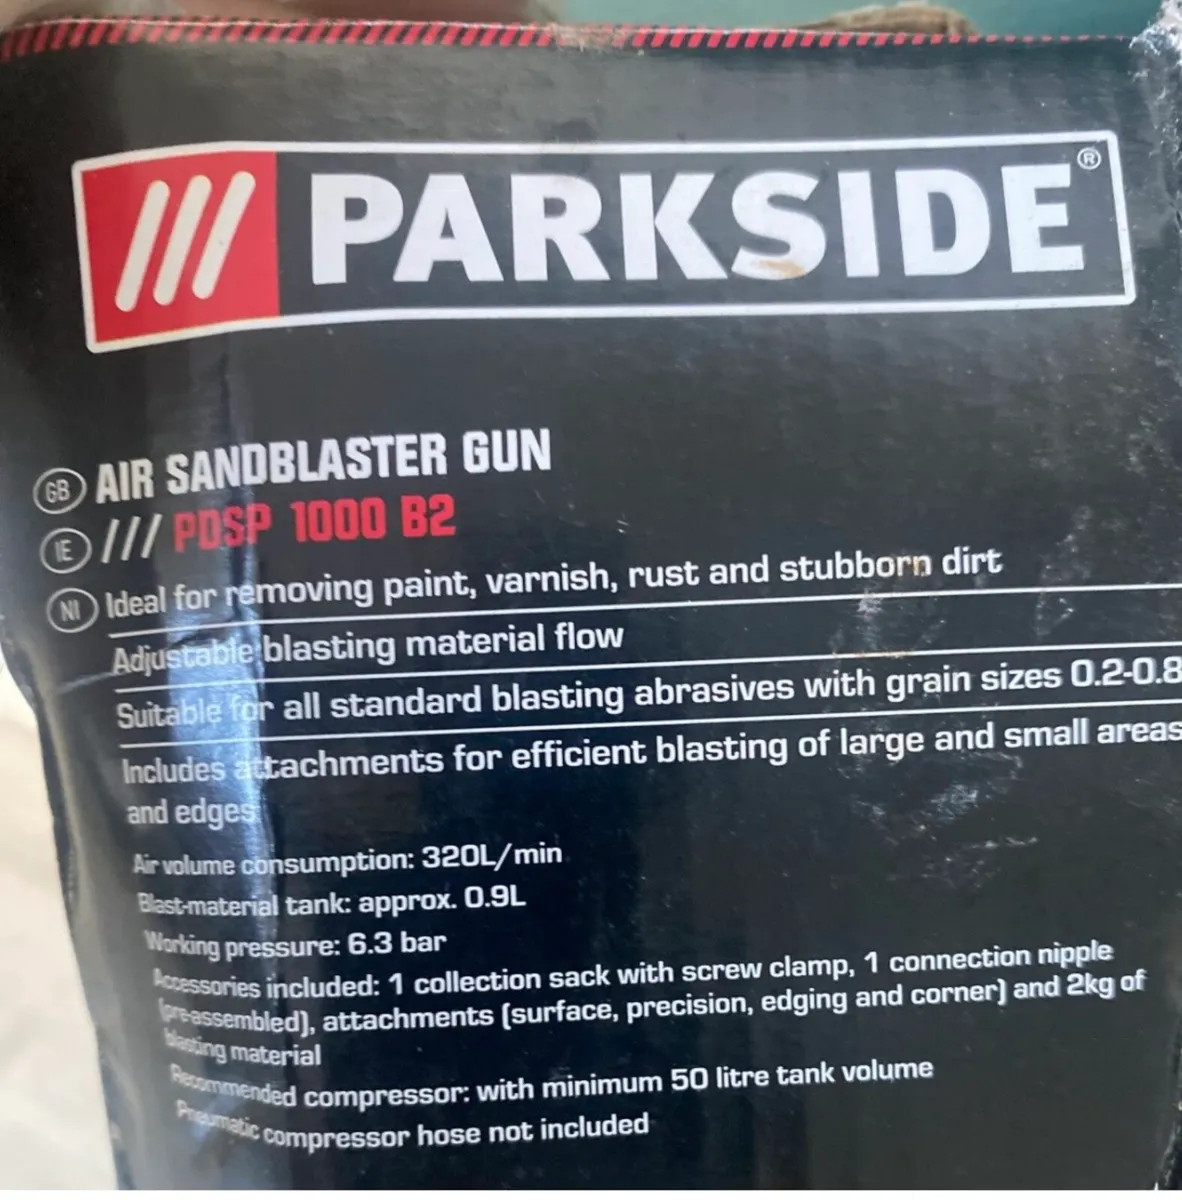 PARKSIDE®
GB AIR SANDBLASTER GUN
IE /// PDSP 1000 B2
NI Ideal for removing paint, varnish, rust and stubborn dirt
Adjustable blasting material flow
Suitable for all standard blasting abrasives with grain sizes 0.2-0.8
Includes attachments for efficient blasting of large and small areas
and edges
Air volume consumption: 320L/min
Blast-material tank: approx. 0.9L
Working pressure: 6.3 bar
Accessories included: 1 collection sack with screw clamp, 1 connection nipple
(pre-assembled), attachments (surface, precision, edging and corner) and 2kg of
blasting material
Recommended compressor: with minimum 50 litre tank volume
Pneumatic compressor hose not included